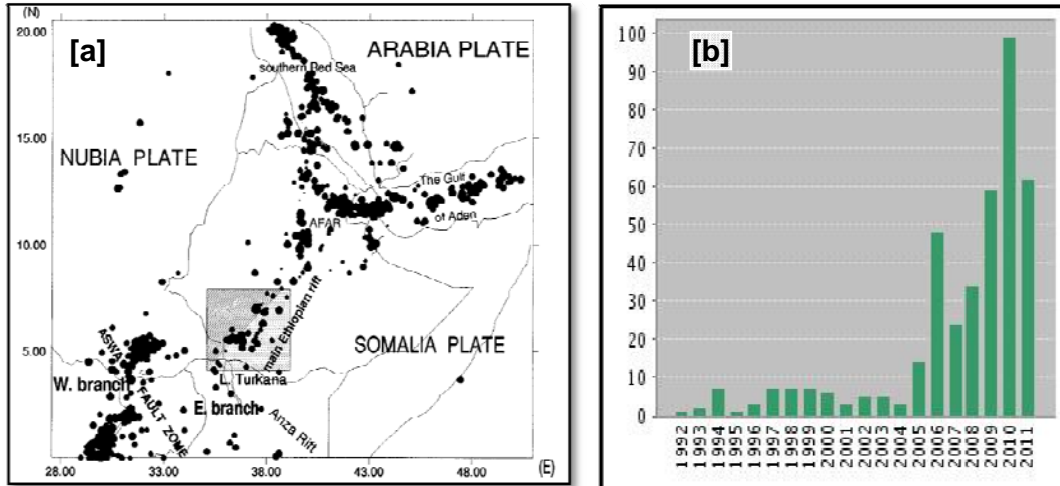 (N)
20.00
[a]
ARABIA PLATE
southern Red Sea
15.00
NUBIA PLATE
The Gulf
of Aden
AFAR
10.00
main Ethiopian rift
SOMALIA PLATE
5.00
ASWA FAULT ZONE
W. branch
L. Turkana
E. branch
Anza Rift
28.00 33.00 38.00 43.00 48.00 (E)
[b]
100
90
80
70
60
50
40
30
20
10
0
1992 1993 1994 1995 1996 1997 1998 1999 2000 2001 2002 2003 2004 2005 2006 2007 2008 2009 2010 2011